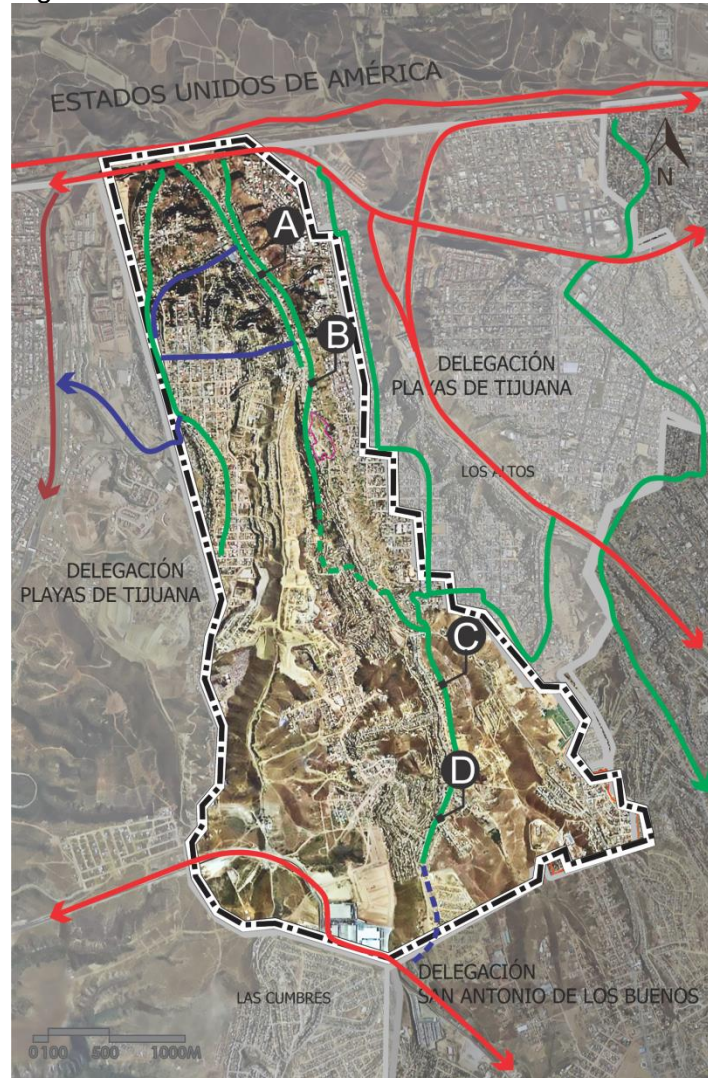 ESTADOS UNIDOS DE AMÉRICA
N
A
B
DELEGACIÓN
PLAYAS DE TIJUANA
LOS ALTOS
DELEGACIÓN
PLAYAS DE TIJUANA
C
D
DELEGACIÓN
SAN ANTONIO DE LOS BUENOS
LAS CUMBRES
0 100 500 1000M